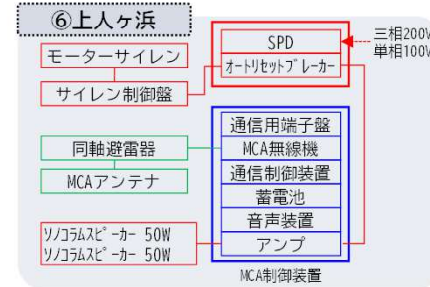 ⑥上人ヶ浜
モーターサイレン
サイレン制御盤
SPD
オートリセットブレーカー
三相200V
単相100V
同軸避雷器
MCAアンテナ
通信用端子盤
MCA無線機
通信制御装置
蓄電池
音声装置
アンプ
ソノコラムスピーカー 50W
ソノコラムスピーカー 50W
MCA制御装置